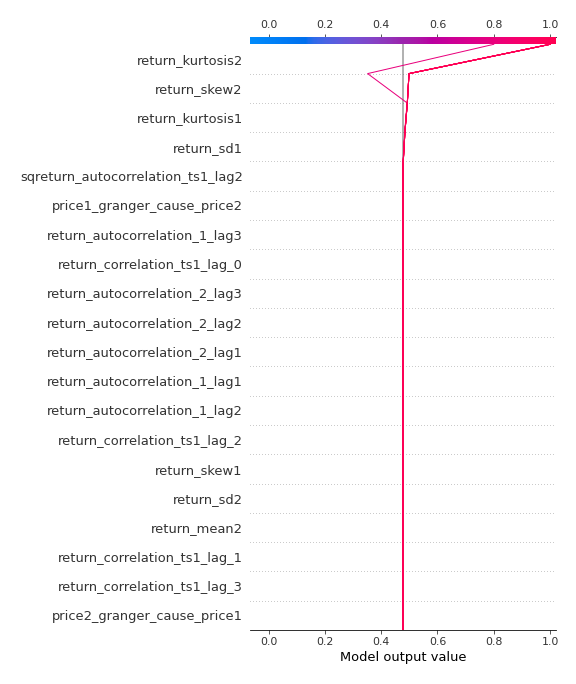 0.0 0.2 0.4 0.6 0.8 1.0
return_kurtosis2
return_skew2
return_kurtosis1
return_sd1
sqreturn_autocorrelation_ts1_lag2
price1_granger_cause_price2
return_autocorrelation_1_lag3
return_correlation_ts1_lag_0
return_autocorrelation_2_lag3
return_autocorrelation_2_lag2
return_autocorrelation_2_lag1
return_autocorrelation_1_lag1
return_autocorrelation_1_lag2
return_correlation_ts1_lag_2
return_skew1
return_sd2
return_mean2
return_correlation_ts1_lag_1
return_correlation_ts1_lag_3
price2_granger_cause_price1
0.0 0.2 0.4 0.6 0.8 1.0
Model output value